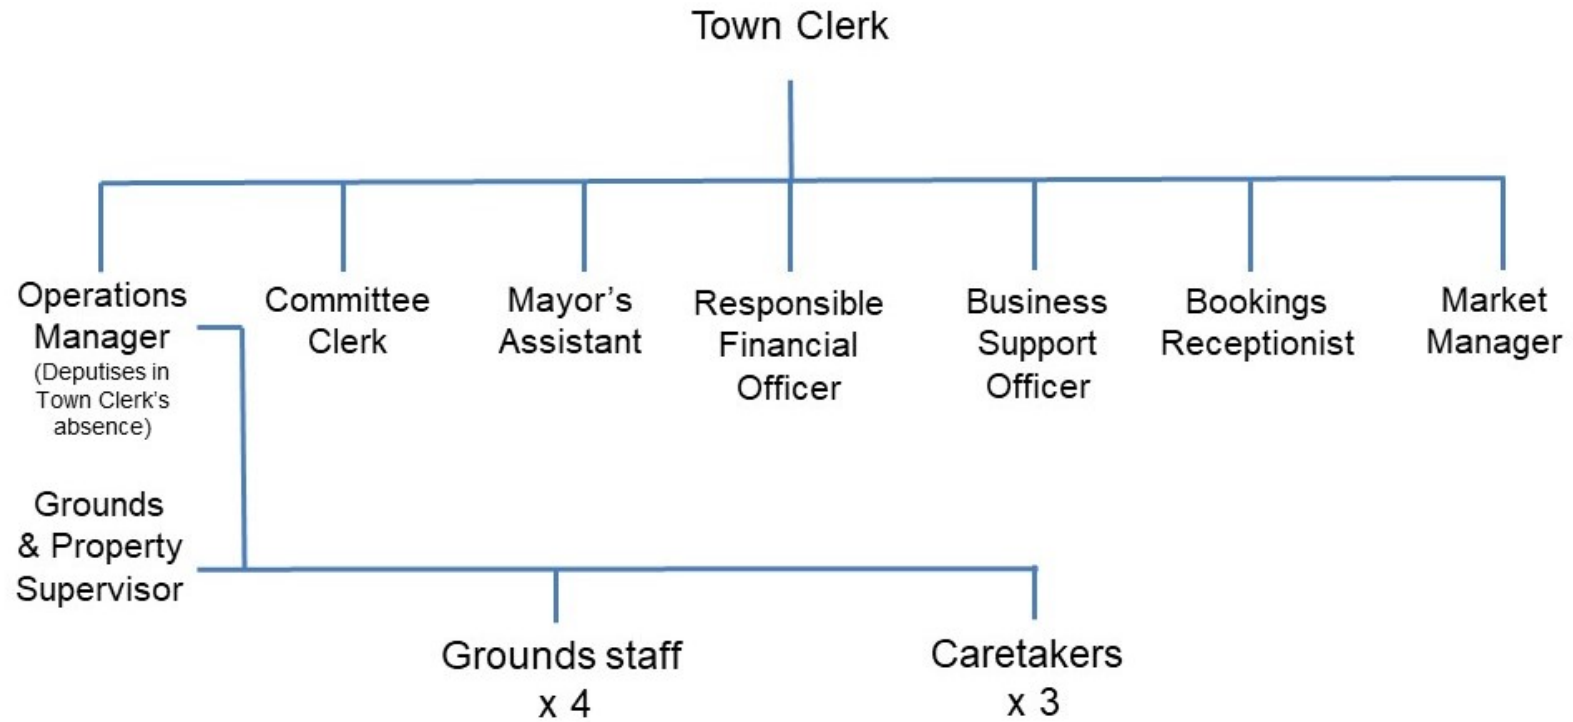 Town Clerk
Operations
Manager
(Deputises in
Town Clerk's
absence)
Committee
Clerk
Mayor’s
Assistant
Responsible
Financial
Officer
Business
Support
Officer
Bookings
Receptionist
Market
Manager
Grounds
& Property
Supervisor
Grounds staff
x 4
Caretakers
x 3